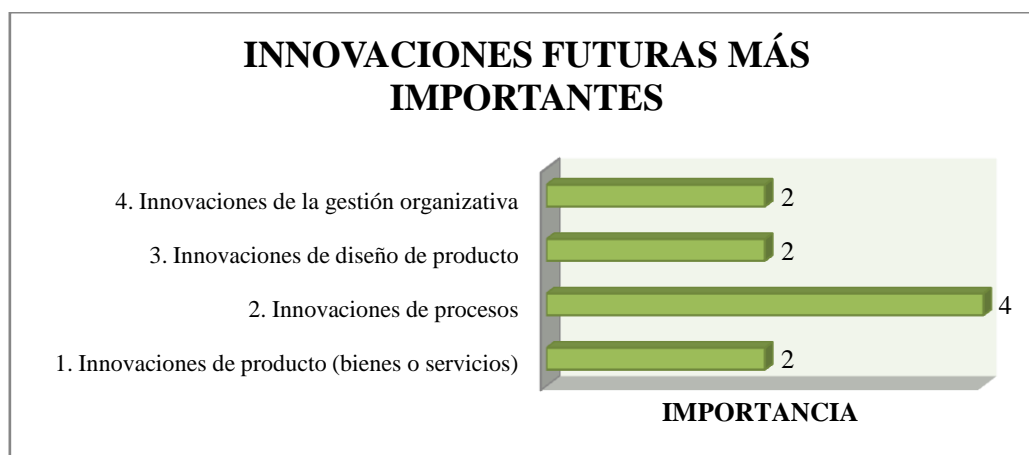 INNOVACIONES FUTURAS MÁS
IMPORTANTES
4. Innovaciones de la gestión organizativa
2
3. Innovaciones de diseño de producto
2
2. Innovaciones de procesos
4
1. Innovaciones de producto (bienes o servicios)
2
IMPORTANCIA